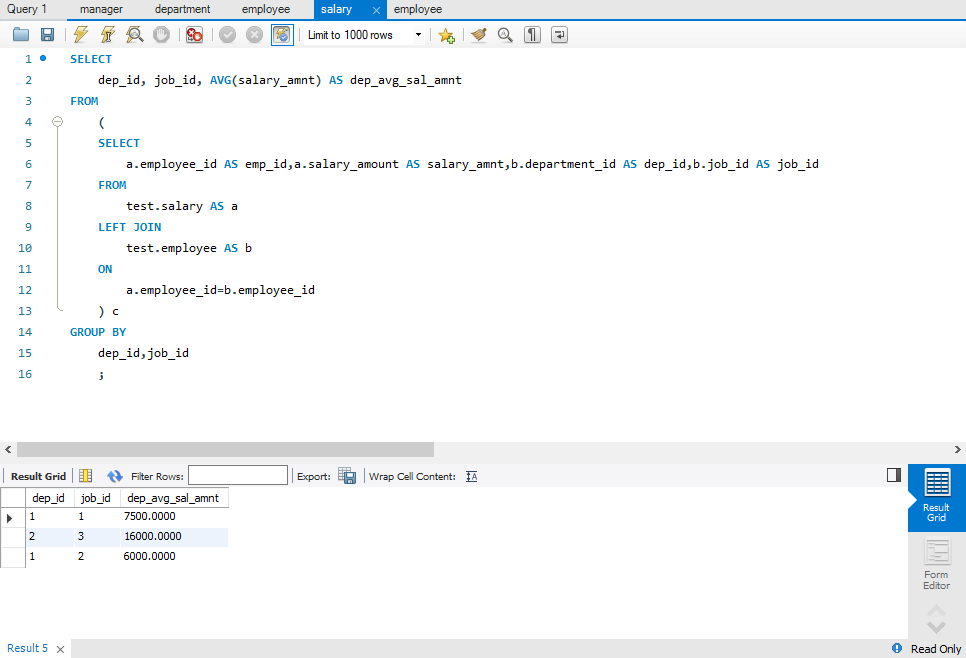 Query 1 manager department employee salary employee
Limit to 1000 rows
1 SELECT
2 dep_id, job_id, AVG(salary_amnt) AS dep_avg_sal_amnt
3 FROM
4 (
5 SELECT
6 a.employee_id AS emp_id,a.salary_amount AS salary_amnt,b.department_id AS dep_id,b.job_id AS job_id
7 FROM
8 test.salary AS a
9 LEFT JOIN
10 test.employee AS b
11 ON
12 a.employee_id=b.employee_id
13 ) c
14 GROUP BY
15 dep_id,job_id
16 ;
Result Grid Filter Rows: Export: Wrap Cell Content:
dep_id job_id dep_avg_sal_amnt
1 1 7500.0000
2 3 16000.0000
1 2 6000.0000
Result
Grid
Form
Editor
Result 5 Read Only